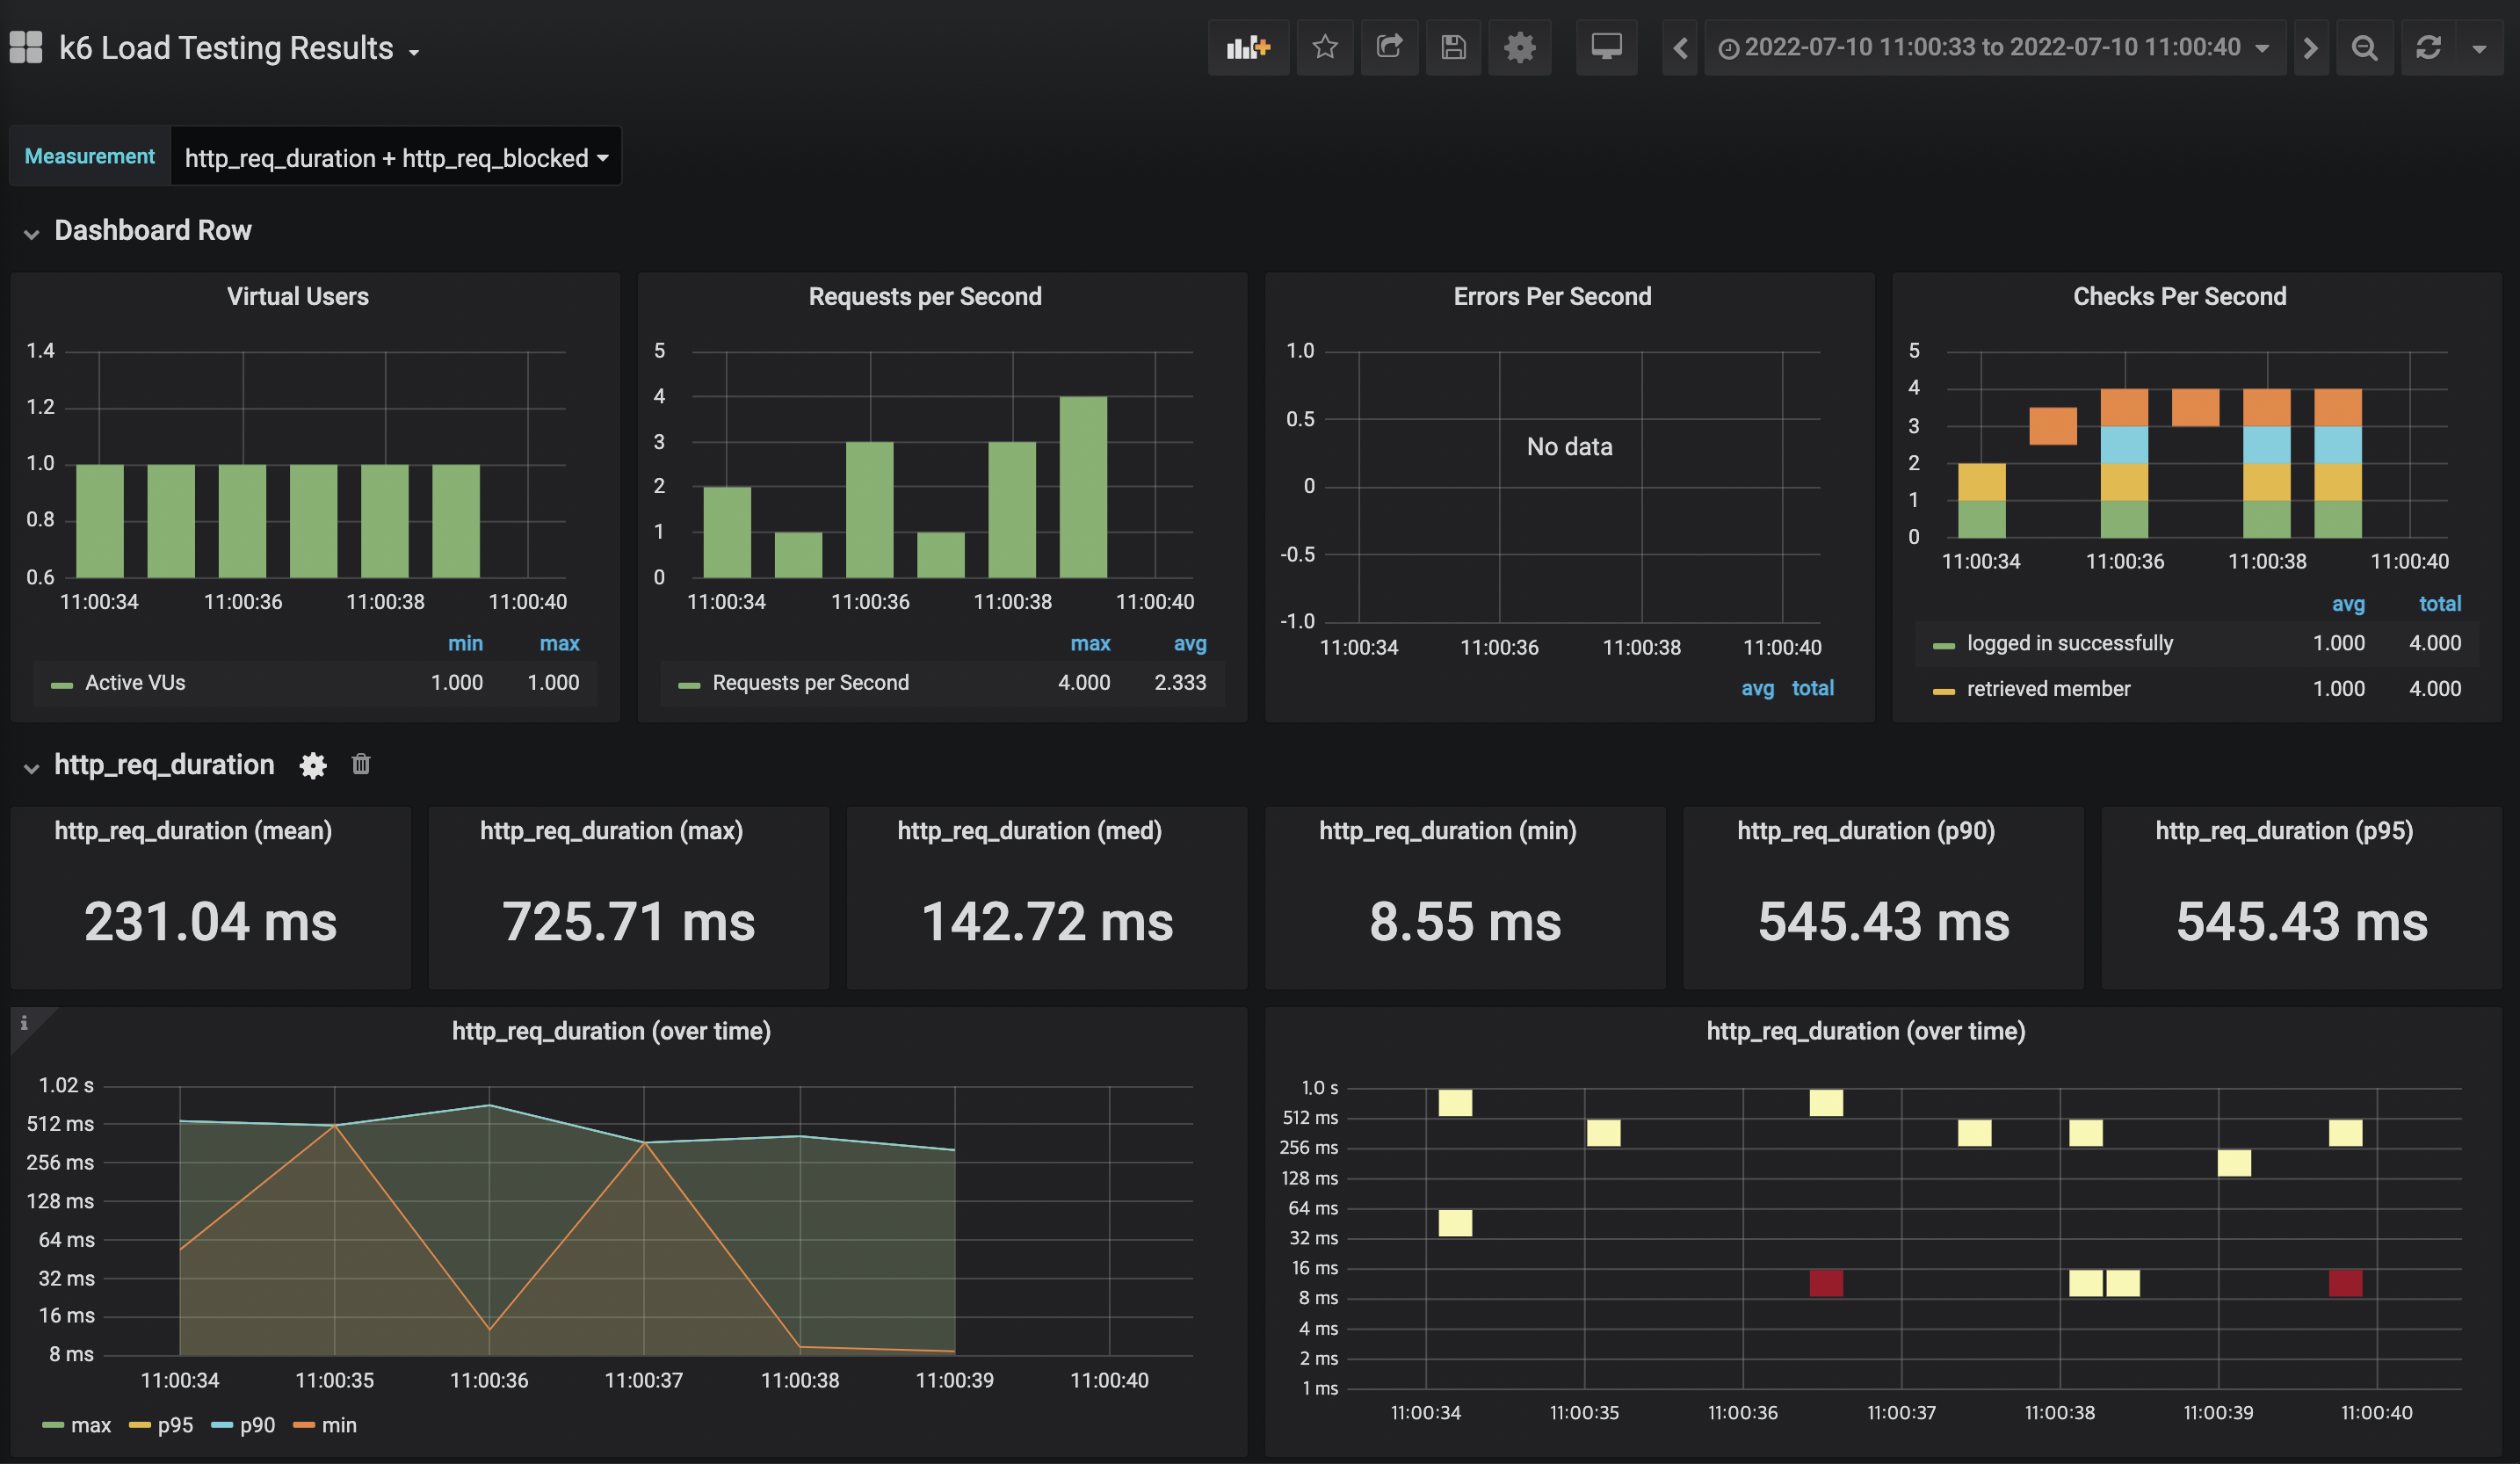 k6 Load Testing Results
2022-07-10 11:00:33 to 2022-07-10 11:00:40
Measurement http_req_duration + http_req_blocked
Dashboard Row
Virtual Users
1.4
1.2
1.0
0.8
0.6
11:00:34 11:00:36 11:00:38 11:00:40
min max
Active VUs 1.000 1.000
Requests per Second
5
4
3
2
1
0
11:00:34 11:00:36 11:00:38 11:00:40
max avg
Requests per Second 4.000 2.333
Errors Per Second
1.0
0.5
0
-0.5
-1.0
No data
11:00:34 11:00:36 11:00:38 11:00:40
avg total
Checks Per Second
5
4
3
2
1
0
11:00:34 11:00:36 11:00:38 11:00:40
avg total
logged in successfully 1.000 4.000
retrieved member 1.000 4.000
http_req_duration
http_req_duration (mean)
231.04 ms
http_req_duration (max)
725.71 ms
http_req_duration (med)
142.72 ms
http_req_duration (min)
8.55 ms
http_req_duration (p90)
545.43 ms
http_req_duration (p95)
545.43 ms
i
http_req_duration (over time)
1.02 s
512 ms
256 ms
128 ms
64 ms
32 ms
16 ms
8 ms
11:00:34 11:00:35 11:00:36 11:00:37 11:00:38 11:00:39 11:00:40
max p95 p90 min
http_req_duration (over time)
1.0 s
512 ms
256 ms
128 ms
64 ms
32 ms
16 ms
8 ms
4 ms
2 ms
1 ms
11:00:34 11:00:35 11:00:36 11:00:37 11:00:38 11:00:39 11:00:40